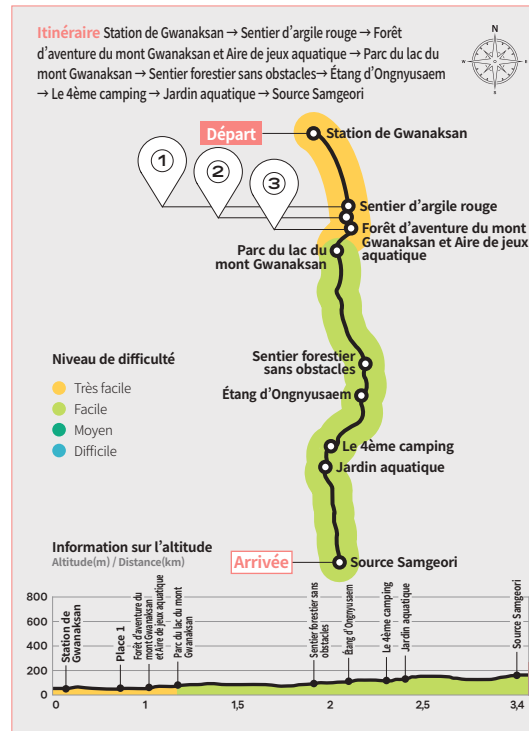 Itinéraire Station de Gwanaksan → Sentier d'argile rouge → Forêt
d'aventure du mont Gwanaksan et Aire de jeux aquatique → Parc du lac du
mont Gwanaksan → Sentier forestier sans obstacles→ Étang d'Ongnyusaem
→ Le 4ème camping → Jardin aquatique → Source Samgeori
N
W
E
S
Départ
Station de Gwanaksan
1
2
3
Sentier d'argile rouge
Forêt d'aventure du mont
Gwanaksan et Aire de jeux
aquatique
Parc du lac du
mont Gwanaksan
Sentier forestier
sans obstacles
Étang d'Ongnyusaem
Niveau de difficulté
Très facile
Facile
Moyen
Difficile
Le 4ème camping
Jardin aquatique
Arrivée
Source Samgeori
Information sur l'altitude
Altitude(m) / Distance(km)
800
600
400
200
0
Station de
Gwanaksan
Place 1
Forêt d'aventure du
mont Gwanaksan
et Aire de jeux aquatique
Parc du lac du mont
Gwanaksan
Sentier forestier sans
obstacles
Étang d'Ongnyusaem
Le 4ème camping
Jardin aquatique
Source Samgeori
0
1
1,5
2
2,5
3,4